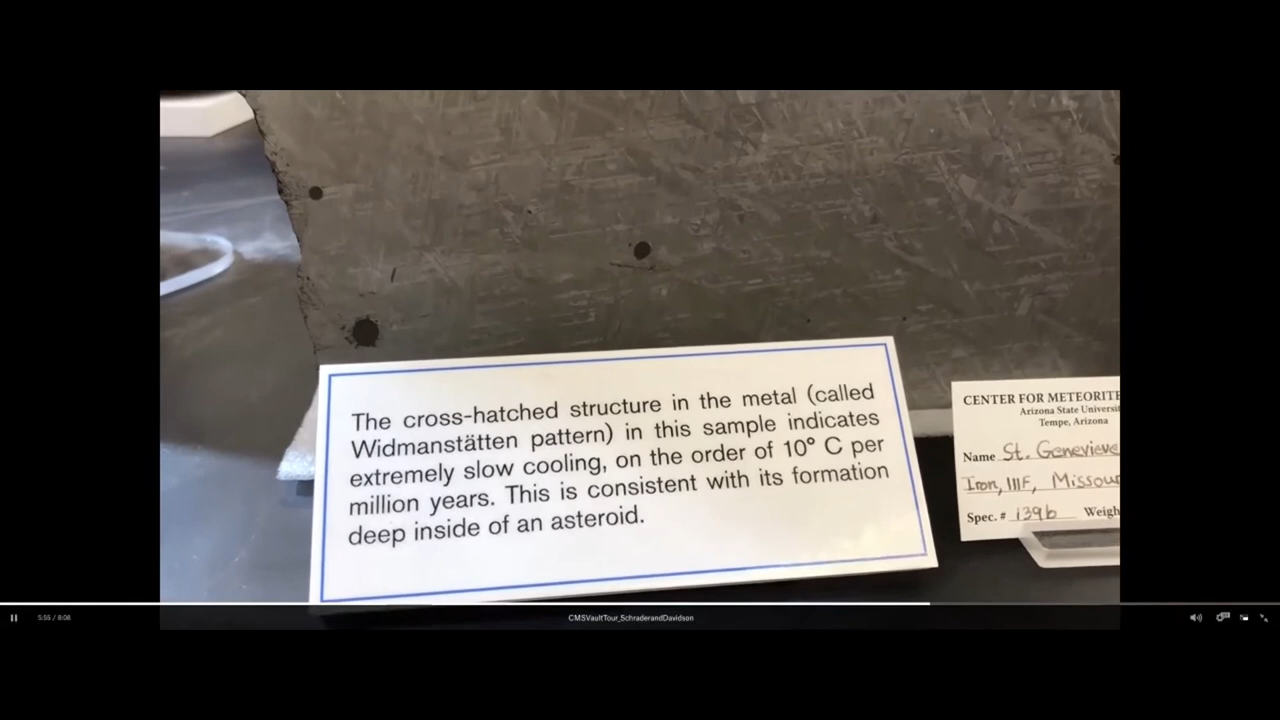 The cross-hatched structure in the metal (called
Widmanstätten pattern) in this sample indicates
extremely slow cooling, on the order of 10° C per
million years. This is consistent with its formation
deep inside of an asteroid.
CENTER FOR METEORITE
Arizona State Universi
Tempe, Arizona
Name St. Genevieve
Iron, IIIF, Missour
Spec. # 139b Weigh
5:55 / 8:08
CMSVaultTour_SchraderandDavidson